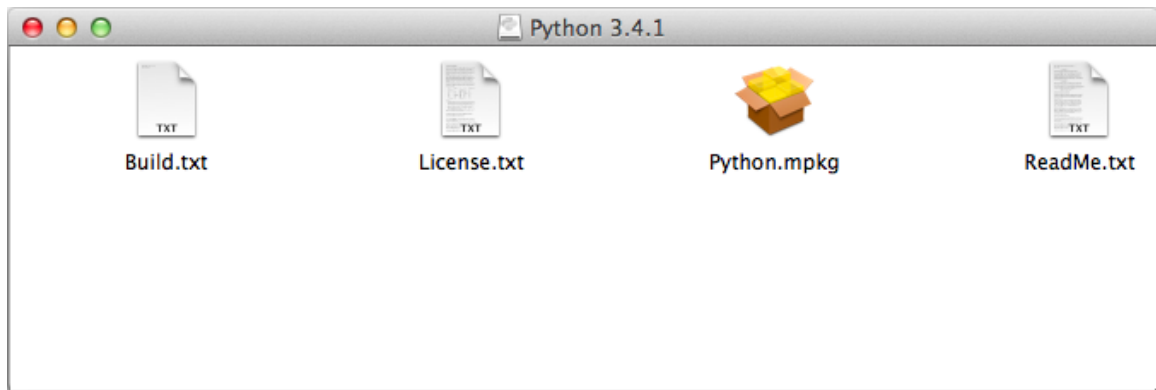 Python 3.4.1
TXT
TXT
TXT
Build.txt
License.txt
Python.mpkg
ReadMe.txt